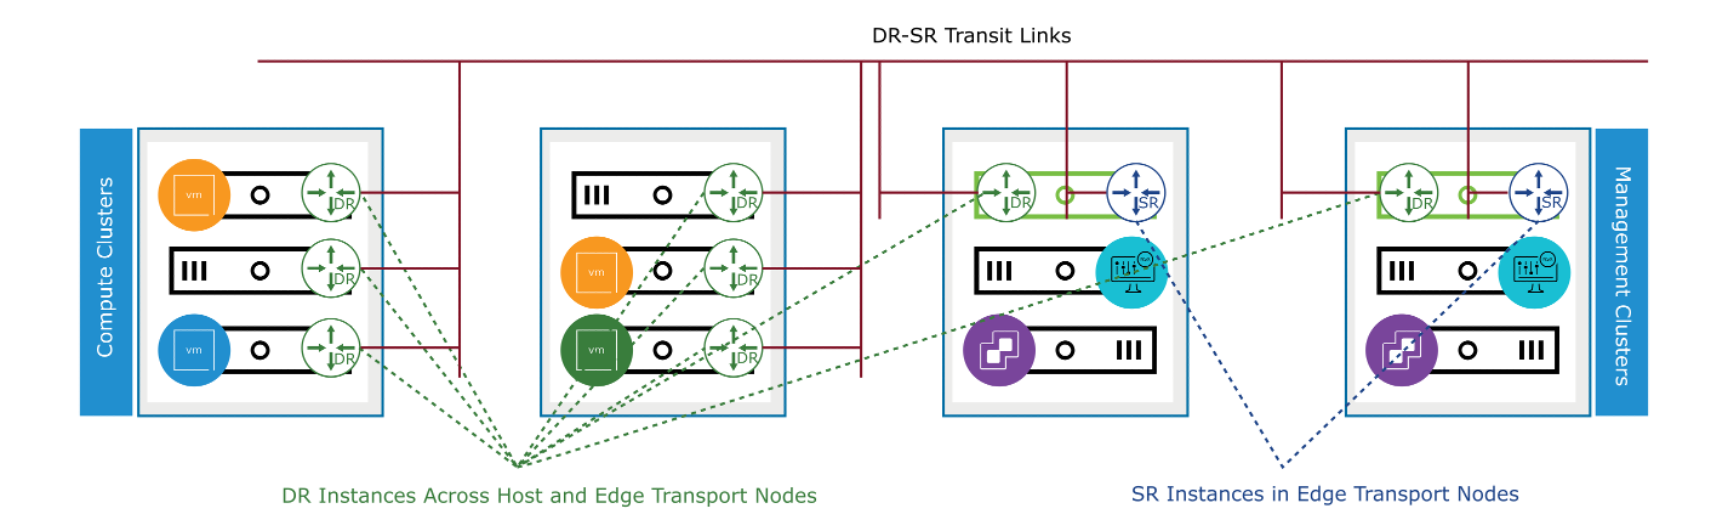 DR-SR Transit Links
Compute Clusters
vm
DR
DR
vm
DR
DR
vm
DR
vm
DR
DR
SR
DR
SR
Management Clusters
DR Instances Across Host and Edge Transport Nodes
SR Instances in Edge Transport Nodes